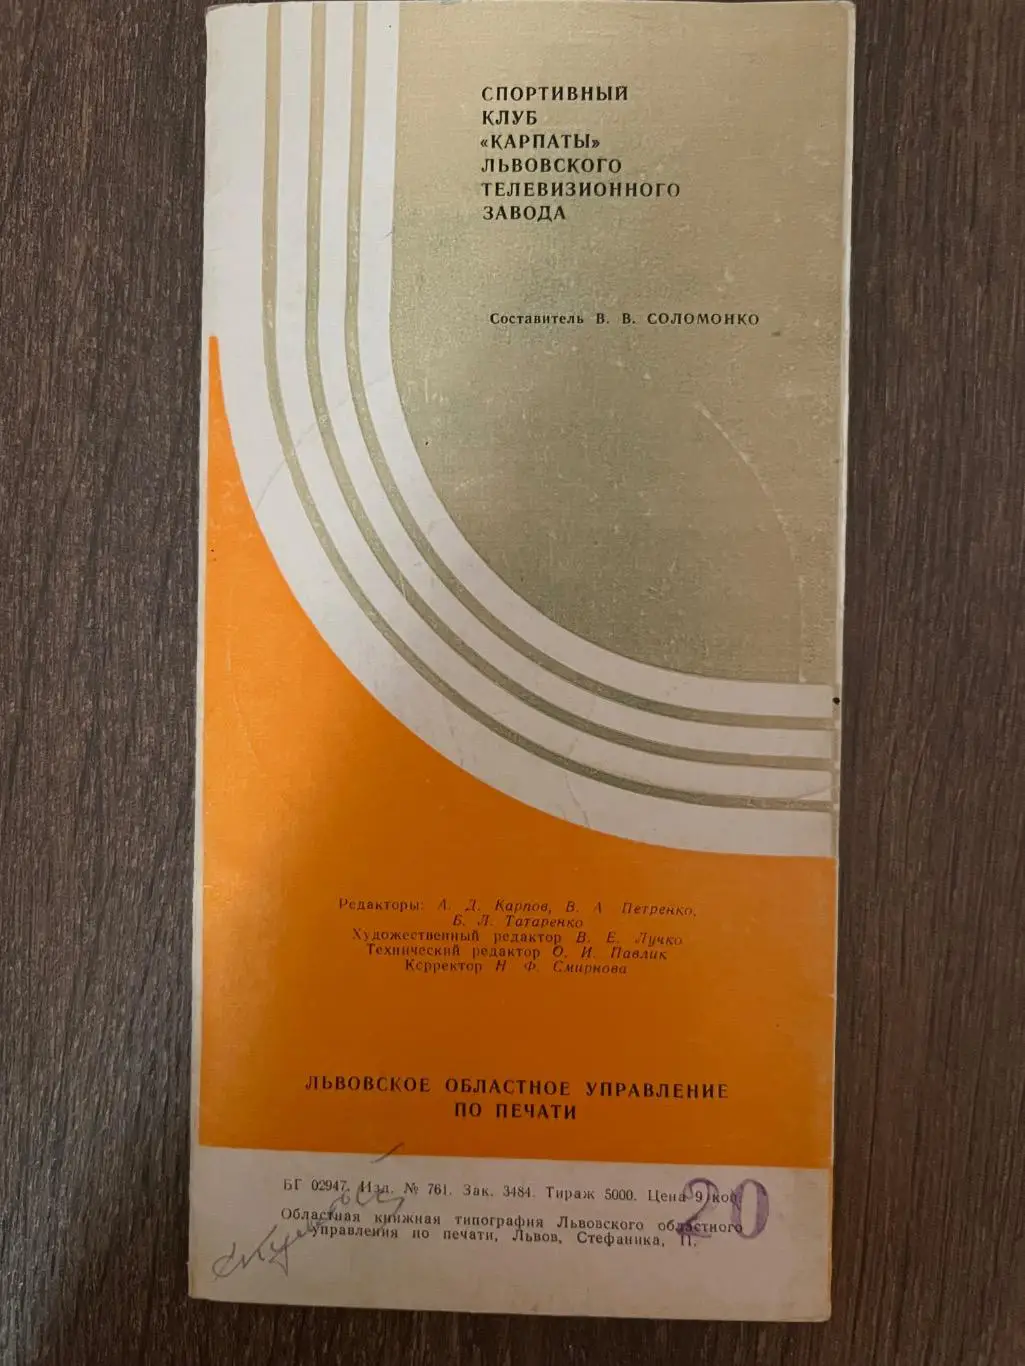 СПОРТИВНЫЙ
КЛУБ
«КАРПАТЫ»
ЛЬВОВСКОГО
ТЕЛЕВИЗИОННОГО
ЗАВОДА
Составитель В. В. СОЛОМОНКО
Редакторы: А. Д. Карпов, В. А. Петренко,
Б. Л. Татаренко
Художественный редактор В. Е. Лучко
Технический редактор О. И. Павлик
Корректор Н. Ф. Смирнова
ЛЬВОВСКОЕ ОБЛАСТНОЕ УПРАВЛЕНИЕ
ПО ПЕЧАТИ
БГ 02947. Изд. № 761. Зак. 3484. Тираж 5000. Цена 9 коп.
20
Областная книжная типография Львовского областного
управления по печати, Львов, Стефаника, 11.